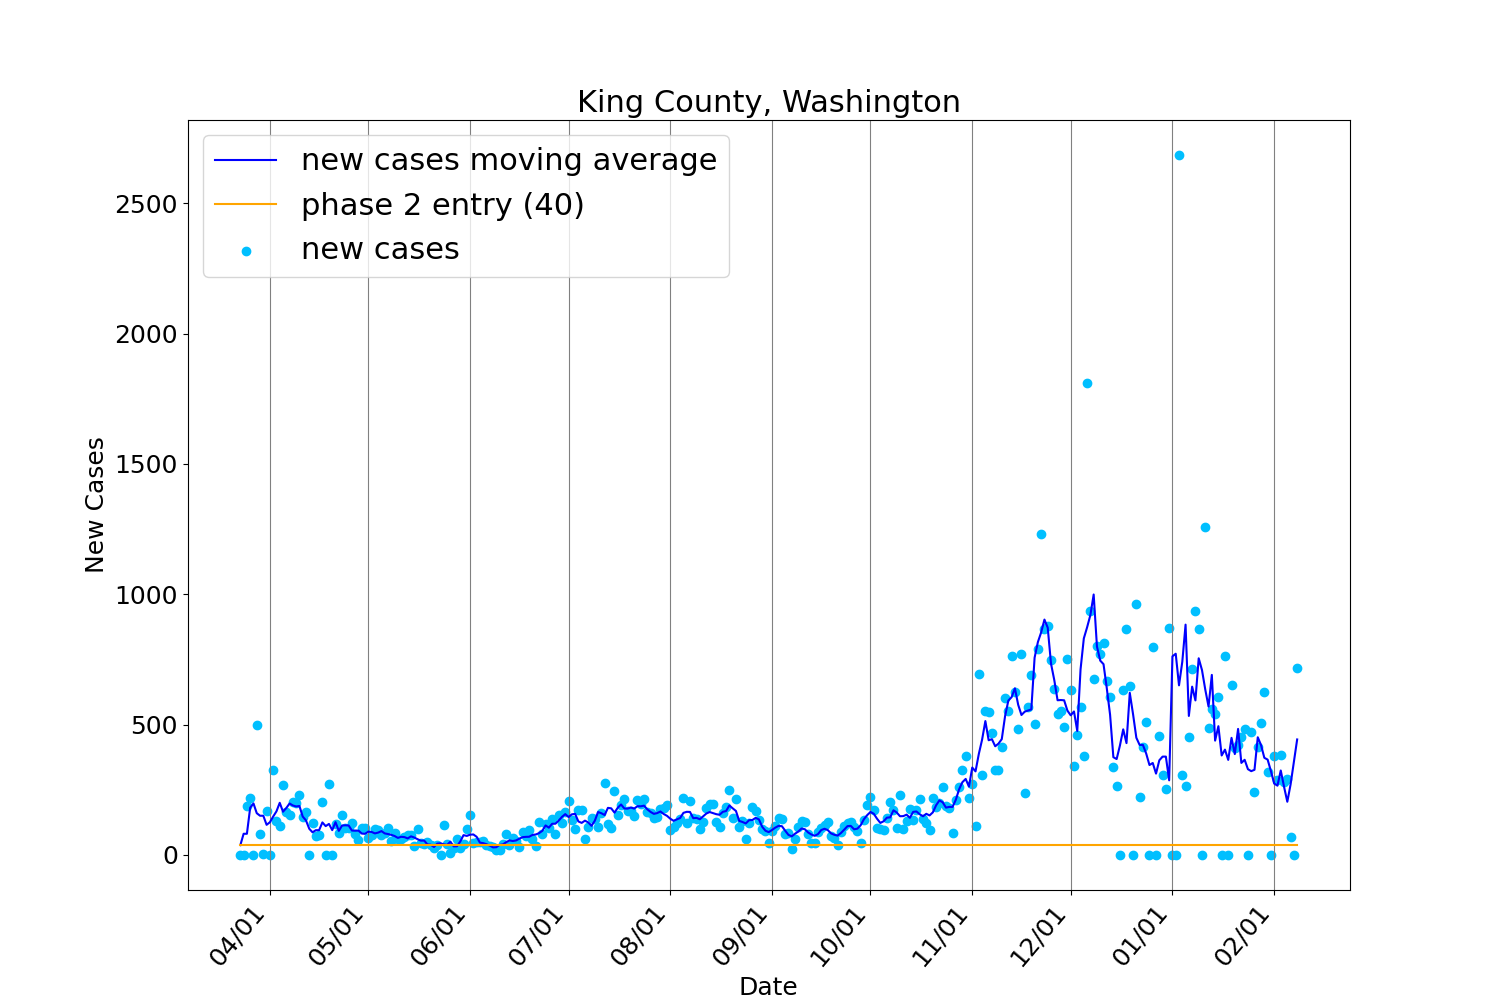 King County, Washington
new cases moving average
phase 2 entry (40)
new cases
New Cases
2500
2000
1500
1000
500
0
04/01
05/01
06/01
07/01
08/01
09/01
10/01
11/01
12/01
01/01
02/01
Date